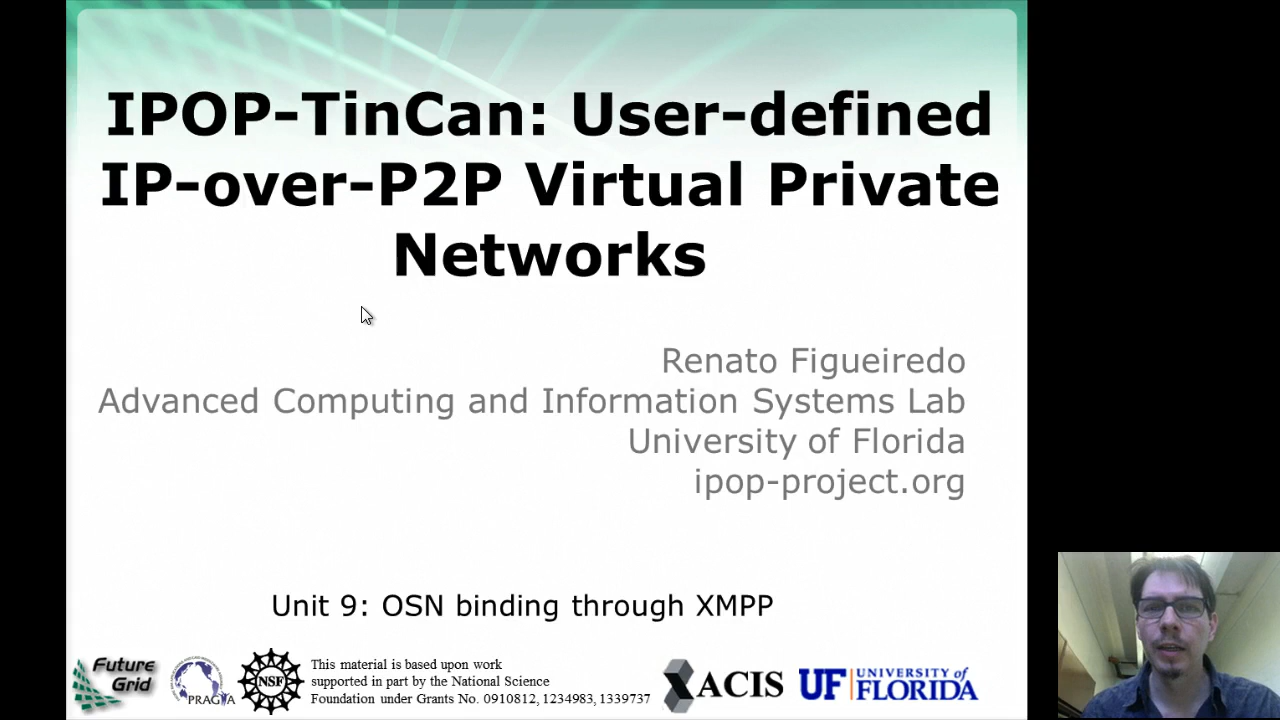 IPOP-TinCan: User-defined
IP-over-P2P Virtual Private
Networks
Renato Figueiredo
Advanced Computing and Information Systems Lab
University of Florida
ipop-project.org
Unit 9: OSN binding through XMPP
Future
Grid
PRAGMA
NSF
This material is based upon work
supported in part by the National Science
Foundation under Grants No. 0910812, 1234983, 1339737
ACIS
UF UNIVERSITY of
FLORIDA